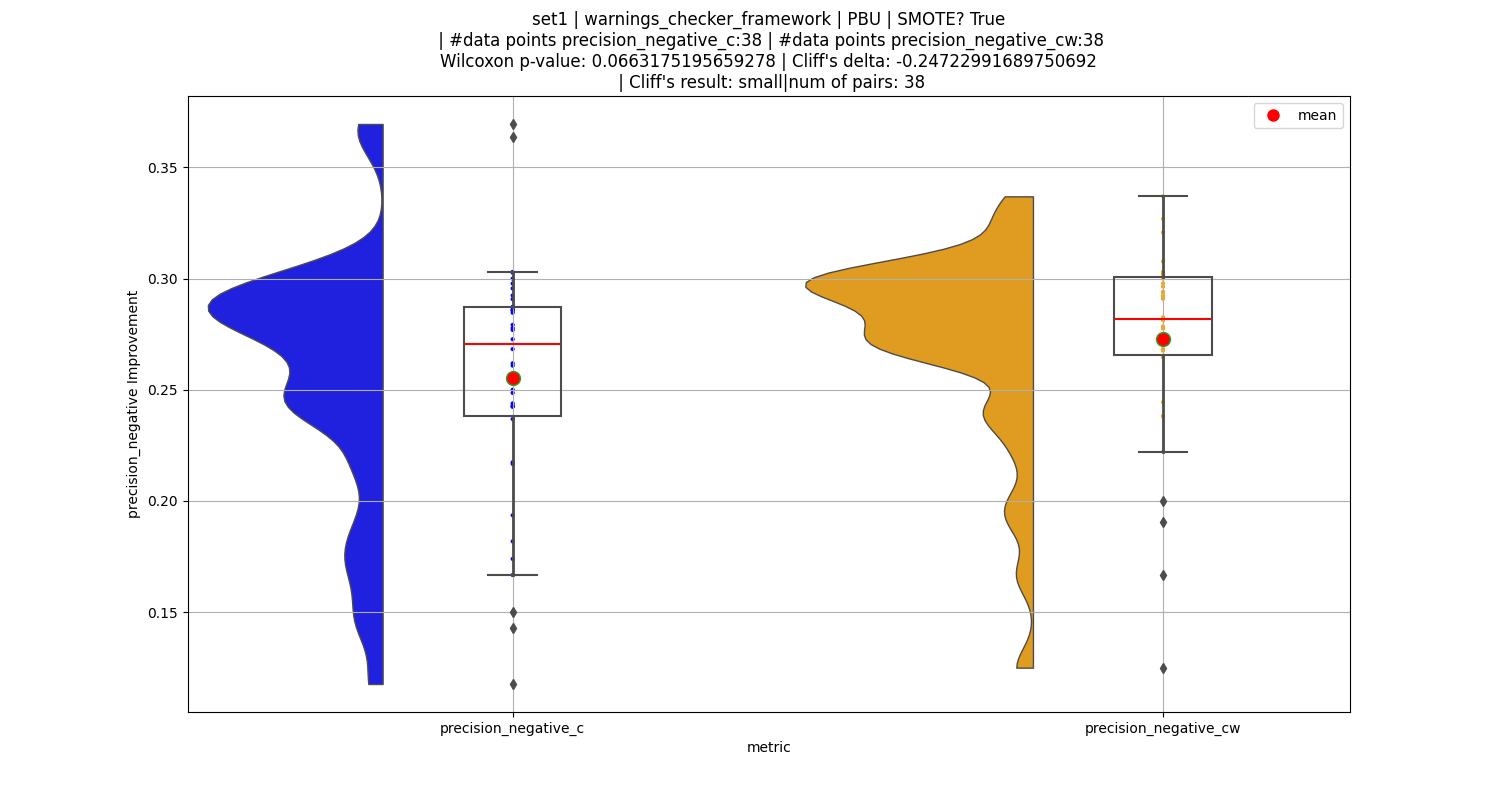 set1 | warnings_checker_framework | PBU | SMOTE? True
| #data points precision_negative_c:38 | #data points precision_negative_cw:38
Wilcoxon p-value: 0.0663175195659278 | Cliff's delta: -0.24722991689750692
| Cliff's result: small|num of pairs: 38
mean
0.35
0.30
0.25
0.20
0.15
precision_negative Improvement
precision_negative_c
precision_negative_cw
metric